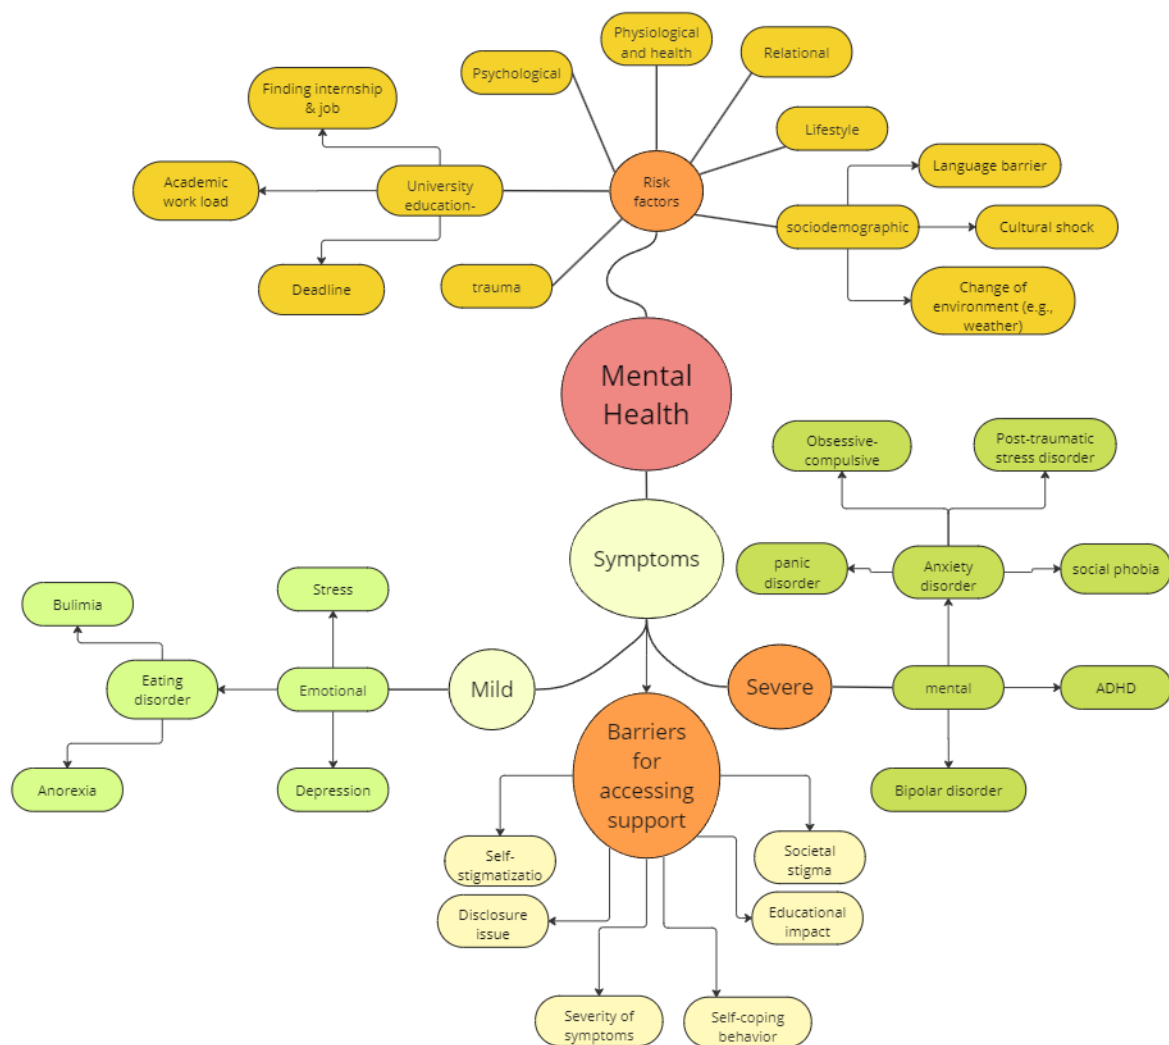 Physiological
and health
Relational
Psychological
Finding internship
& job
Lifestyle
Language barrier
Academic
work load
University
education-
Risk
factors
sociodemographic
Cultural shock
Deadline
trauma
Change of
environment (e.g.,
weather)
Mental
Health
Obsessive-
compulsive
Post-traumatic
stress disorder
Symptoms
panic
disorder
Anxiety
disorder
social phobia
Bulimia
Stress
Eating
disorder
Emotional
Mild
Severe
mental
ADHD
Barriers
for
accessing
support
Anorexia
Depression
Bipolar disorder
Self-
stigmatizatio
Societal
stigma
Disclosure
issue
Educational
impact
Severity of
symptoms
Self-coping
behavior